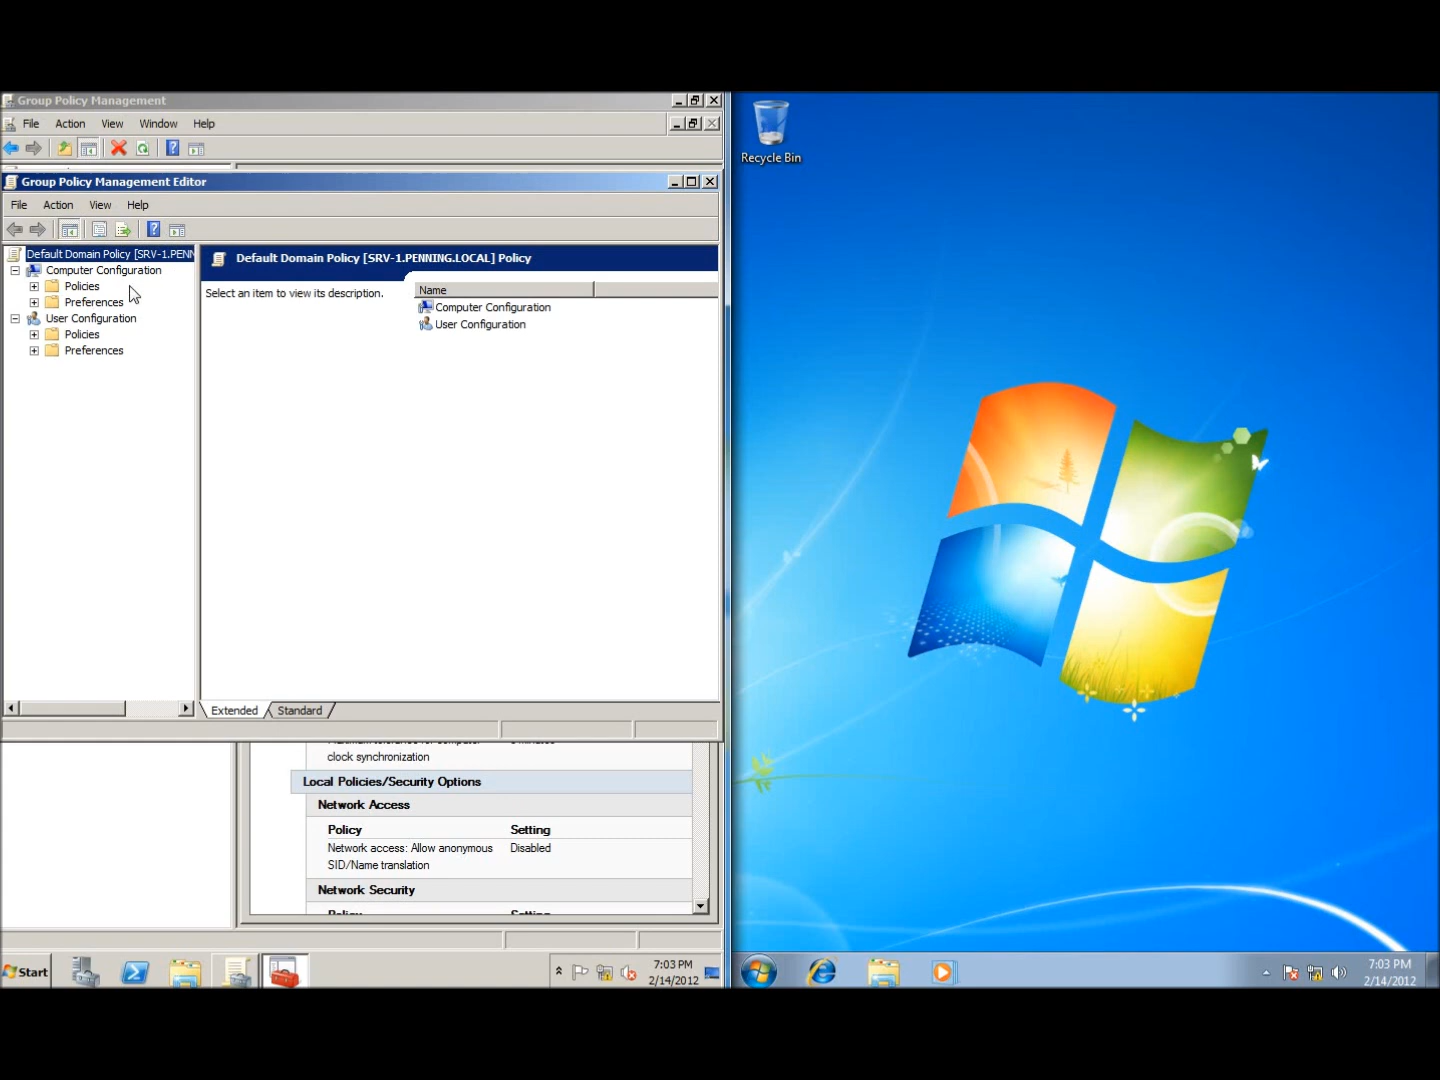 Group Policy Management
File Action View Window Help
Group Policy Management Editor
File Action View Help
Default Domain Policy [SRV-1.PENN
Computer Configuration
Policies
Preferences
User Configuration
Policies
Preferences
Default Domain Policy [SRV-1.PENNING.LOCAL] Policy
Select an item to view its description.
Name
Computer Configuration
User Configuration
Extended Standard
clock synchronization
Local Policies/Security Options
Network Access
Policy Setting
Network access: Allow anonymous Disabled
SID/Name translation
Network Security
Policy Setting
Start
7:03 PM
2/14/2012
Recycle Bin
7:03 PM
2/14/2012